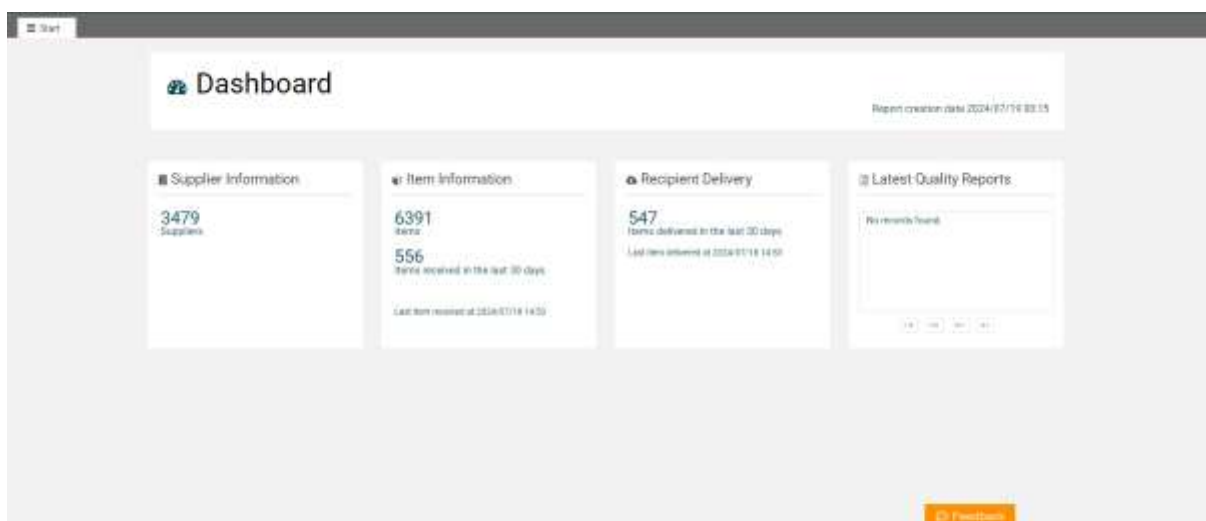 Start
Dashboard
Report creation date 2024/07/19 03:15
Supplier Information
3479
Suppliers
Item Information
6391
Items
556
Items received in the last 30 days
Last item received at 2024/07/18 14:53
Recipient Delivery
547
Items delivered in the last 30 days
Last item delivered at 2024/07/18 14:53
Latest Quality Reports
No records found.
Feedback